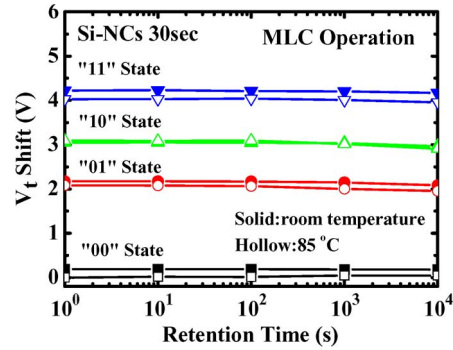 Si-NCs 30sec MLC Operation
"11" State
"10" State
"01" State
Solid:room temperature
Hollow:85 °C
"00" State
6
5
4
3
2
1
0
V_t Shift (V)
10^0 10^1 10^2 10^3 10^4
Retention Time (s)